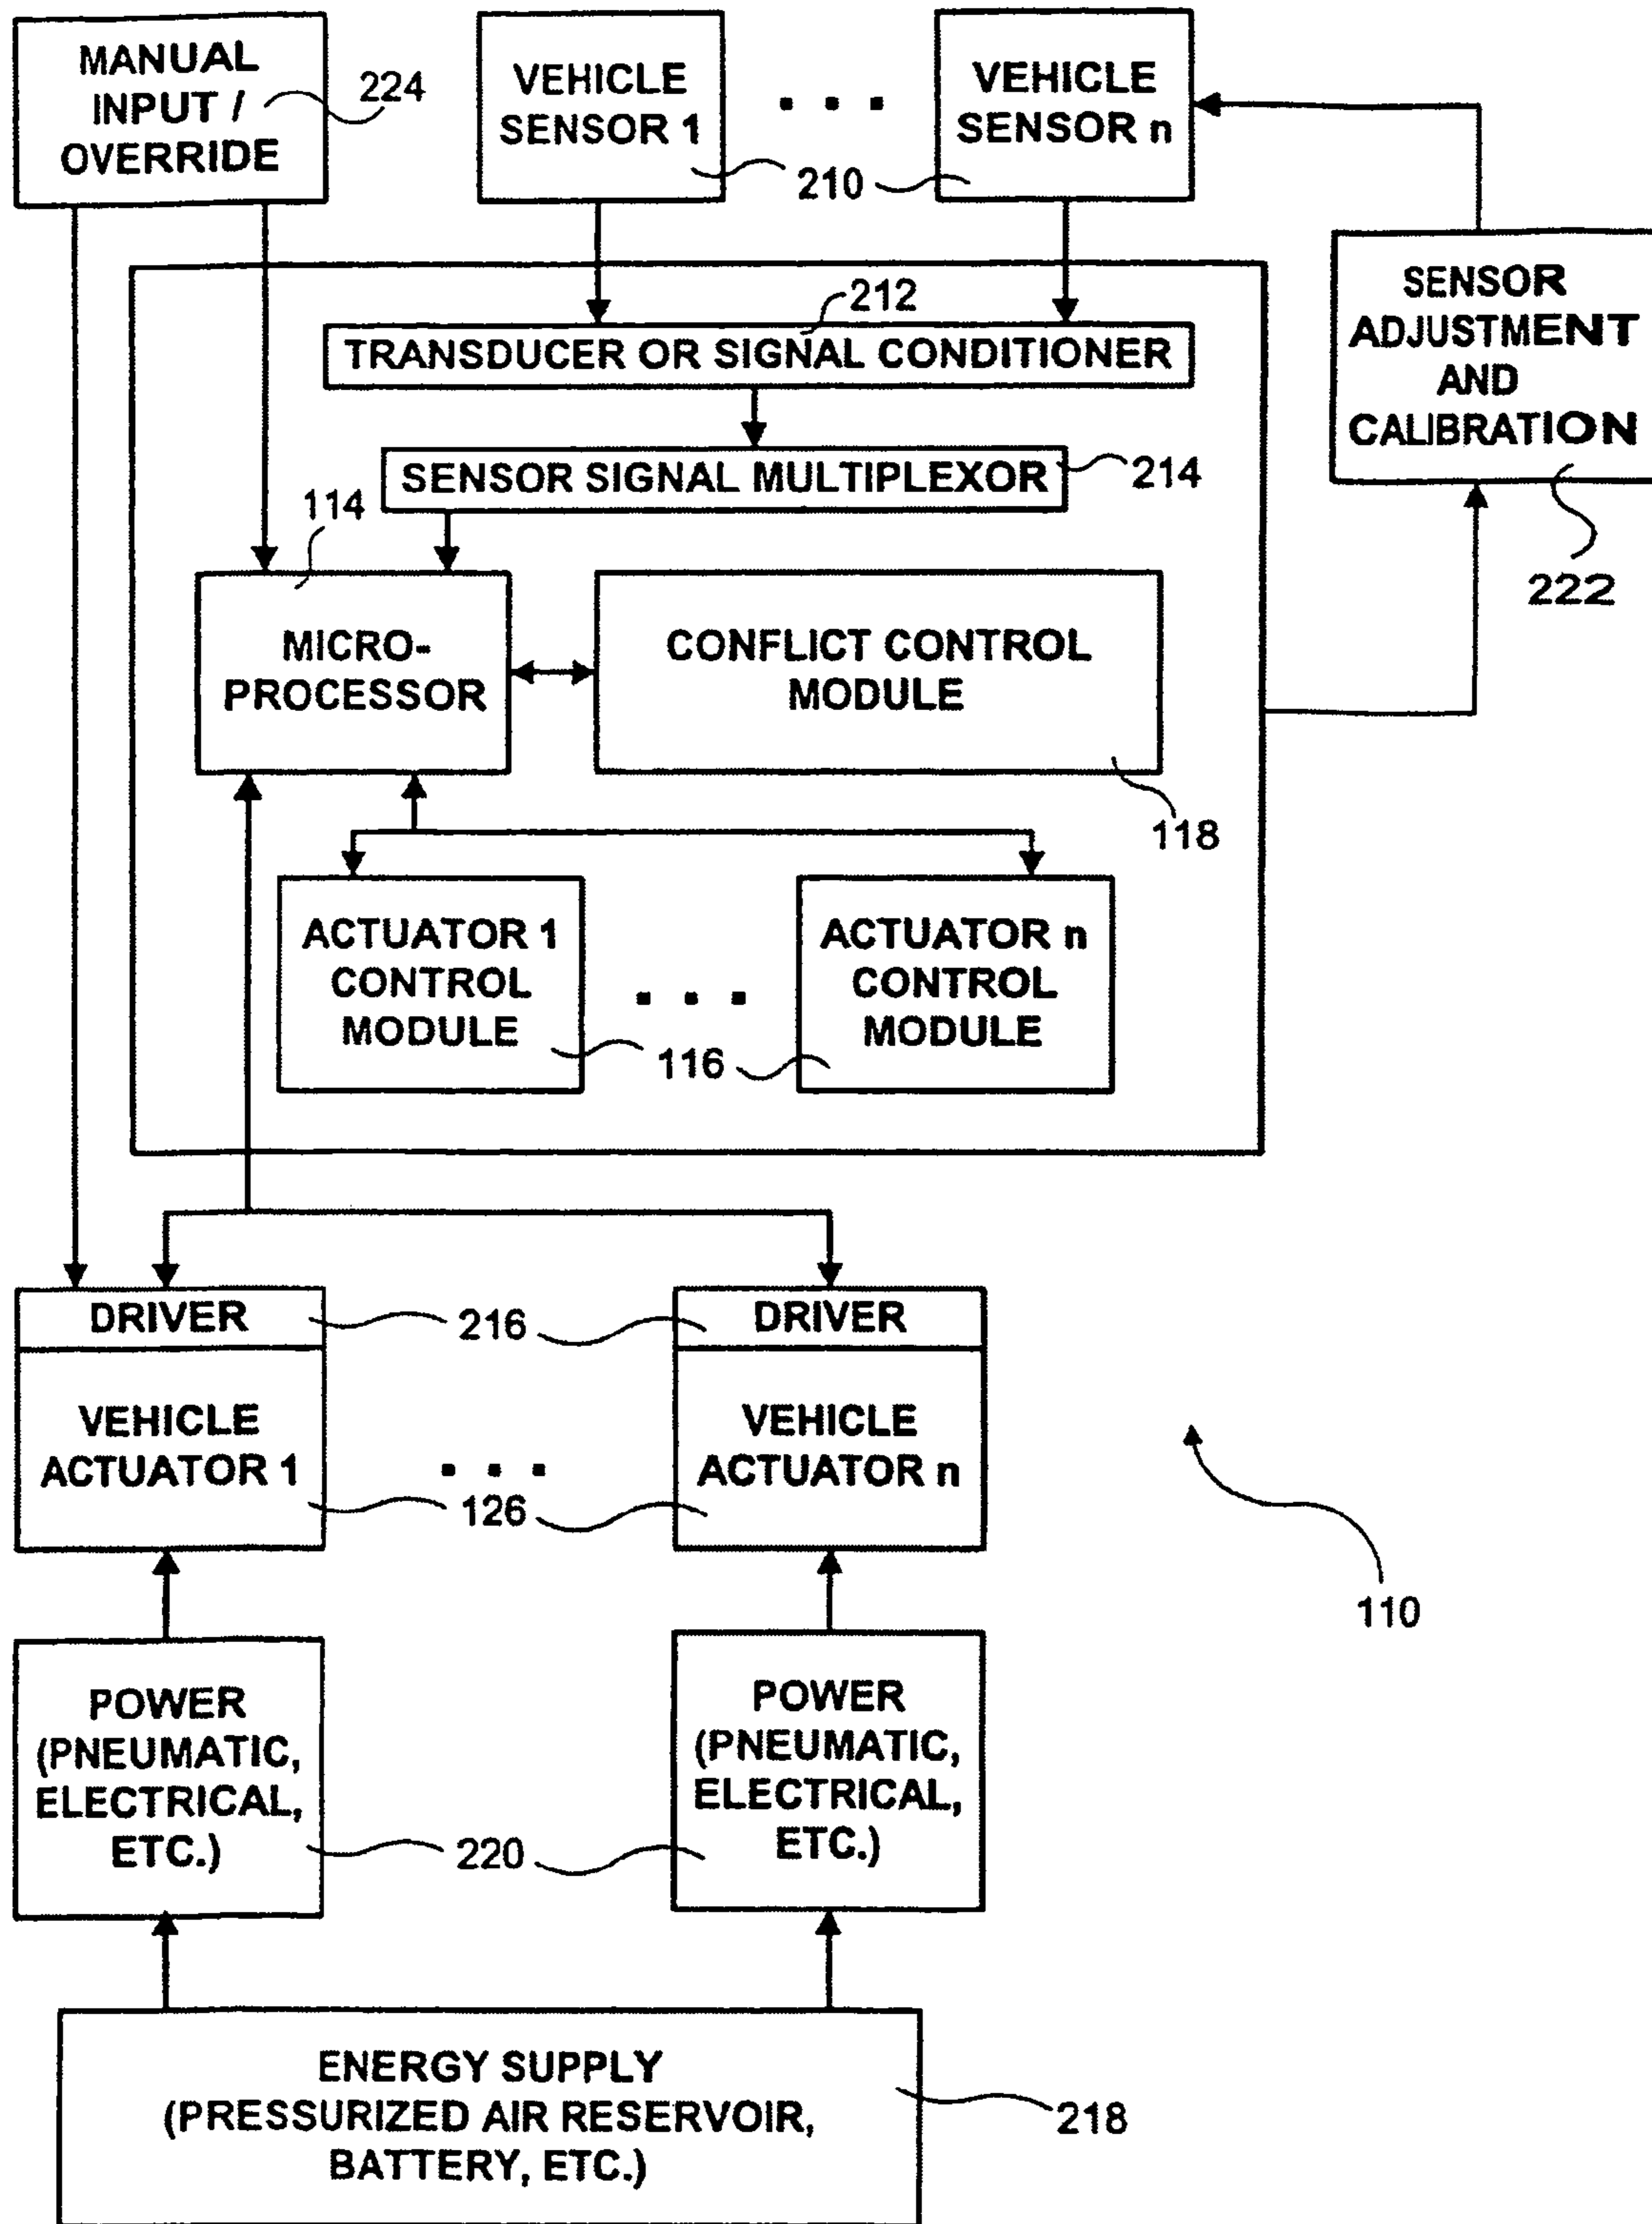 MANUAL
INPUT /
OVERRIDE
224
VEHICLE
SENSOR 1
. . .
VEHICLE
SENSOR n
210
SENSOR
ADJUSTMENT
AND
CALIBRATION
222
212
TRANSDUCER OR SIGNAL CONDITIONER
SENSOR SIGNAL MULTIPLEXOR
214
114
MICRO-
PROCESSOR
CONFLICT CONTROL
MODULE
118
ACTUATOR 1
CONTROL
MODULE
. . .
ACTUATOR n
CONTROL
MODULE
116
DRIVER
216
DRIVER
VEHICLE
ACTUATOR 1
. . .
VEHICLE
ACTUATOR n
126
110
POWER
(PNEUMATIC,
ELECTRICAL,
ETC.)
220
POWER
(PNEUMATIC,
ELECTRICAL,
ETC.)
ENERGY SUPPLY
(PRESSURIZED AIR RESERVOIR,
BATTERY, ETC.)
218